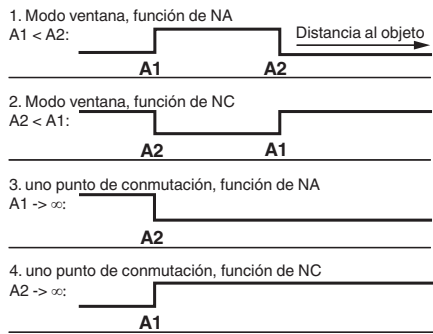 1. Modo ventana, función de NA
A1 < A2:
Distancia al objeto
A1
A2
2. Modo ventana, función de NC
A2 < A1:
A2
A1
3. uno punto de conmutación, función de NA
A1 -> ∞:
A2
4. uno punto de conmutación, función de NC
A2 -> ∞:
A1